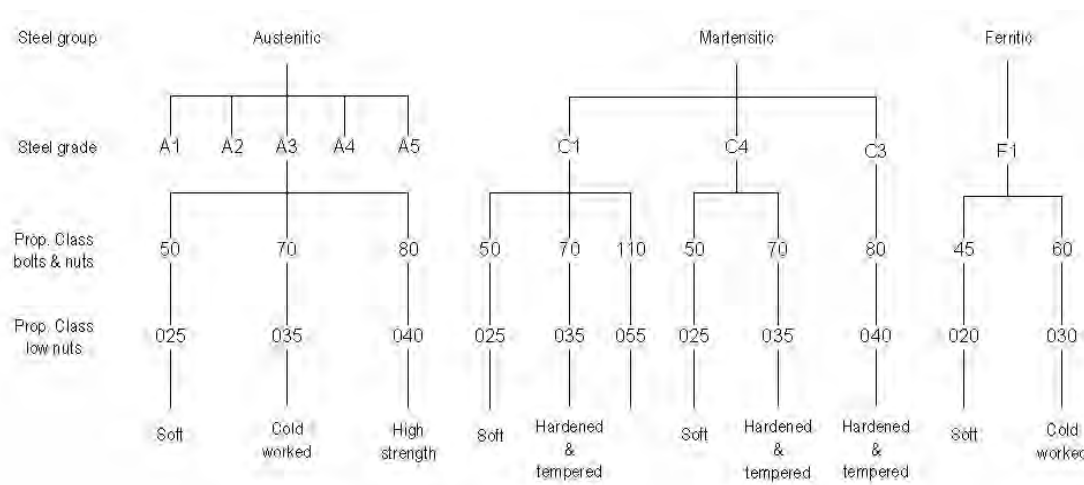 Steel group Austenitic Martensitic Ferritic
Steel grade A1 A2 A3 A4 A5 C1 C4 C3 F1
Prop. Class
bolts & nuts
50 70 80 50 70 110 50 70 80 45 60
Prop. Class
low nuts
025 035 040 025 035 055 025 035 040 020 030
Soft Cold
worked High
strength Soft Hardened
&
tempered Soft Hardened
&
tempered Hardened
&
tempered Soft Cold
worked